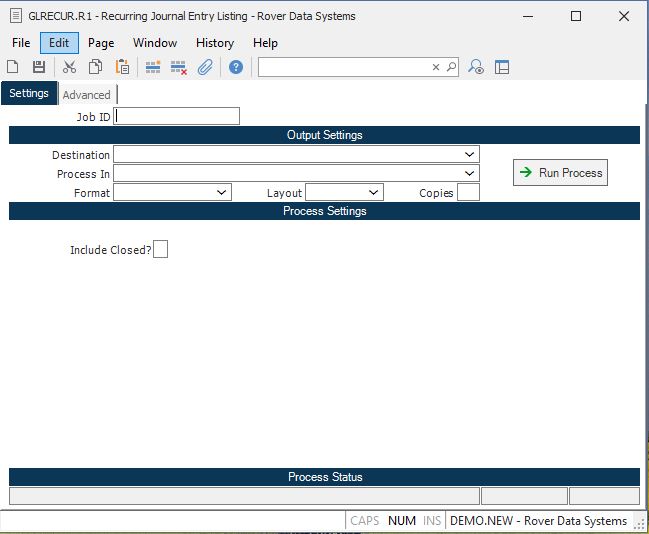 GLRECUR.R1 - Recurring Journal Entry Listing - Rover Data Systems
File Edit Page Window History Help
Settings Advanced
Job ID
Output Settings
Destination
Process In
Run Process
Format Layout Copies
Process Settings
Include Closed?
Process Status
CAPS NUM INS DEMO.NEW - Rover Data Systems